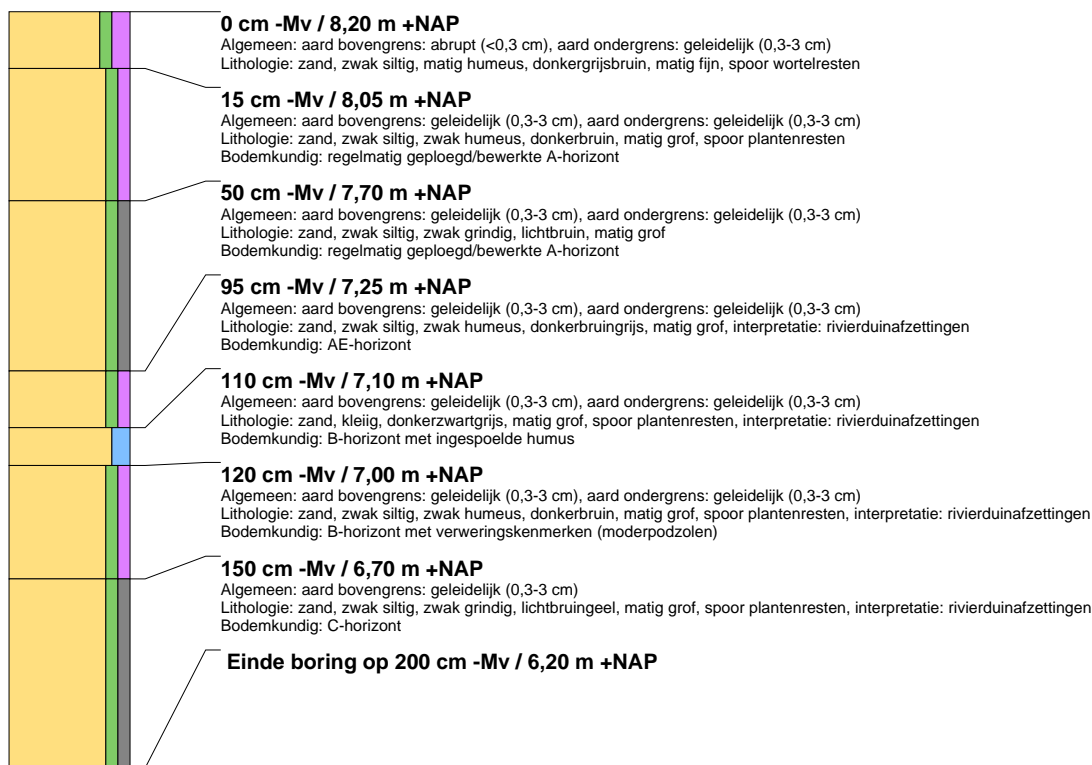 0 cm -Mv / 8,20 m +NAP
Algemeen: aard bovengrens: abrupt (<0,3 cm), aard ondergrens: geleidelijk (0,3-3 cm)
Lithologie: zand, zwak siltig, matig humeus, donkergrijsbruin, matig fijn, spoor wortelresten
15 cm -Mv / 8,05 m +NAP
Algemeen: aard bovengrens: geleidelijk (0,3-3 cm), aard ondergrens: geleidelijk (0,3-3 cm)
Lithologie: zand, zwak siltig, zwak humeus, donkerbruin, matig grof, spoor plantenresten
Bodemkundig: regelmatig geploegd/bewerkte A-horizont
50 cm -Mv / 7,70 m +NAP
Algemeen: aard bovengrens: geleidelijk (0,3-3 cm), aard ondergrens: geleidelijk (0,3-3 cm)
Lithologie: zand, zwak siltig, zwak grindig, lichtbruin, matig grof
Bodemkundig: regelmatig geploegd/bewerkte A-horizont
95 cm -Mv / 7,25 m +NAP
Algemeen: aard bovengrens: geleidelijk (0,3-3 cm), aard ondergrens: geleidelijk (0,3-3 cm)
Lithologie: zand, zwak siltig, zwak humeus, donkerbruingrijs, matig grof, interpretatie: rivierduinafzettingen
Bodemkundig: AE-horizont
110 cm -Mv / 7,10 m +NAP
Algemeen: aard bovengrens: geleidelijk (0,3-3 cm), aard ondergrens: geleidelijk (0,3-3 cm)
Lithologie: zand, kleiig, donkerzwartgrijs, matig grof, spoor plantenresten, interpretatie: rivierduinafzettingen
Bodemkundig: B-horizont met ingespoelde humus
120 cm -Mv / 7,00 m +NAP
Algemeen: aard bovengrens: geleidelijk (0,3-3 cm), aard ondergrens: geleidelijk (0,3-3 cm)
Lithologie: zand, zwak siltig, zwak humeus, donkerbruin, matig grof, spoor plantenresten, interpretatie: rivierduinafzettingen
Bodemkundig: B-horizont met verweringskenmerken (moderpodzolen)
150 cm -Mv / 6,70 m +NAP
Algemeen: aard bovengrens: geleidelijk (0,3-3 cm)
Lithologie: zand, zwak siltig, zwak grindig, lichtbruingeel, matig grof, spoor plantenresten, interpretatie: rivierduinafzettingen
Bodemkundig: C-horizont
Einde boring op 200 cm -Mv / 6,20 m +NAP